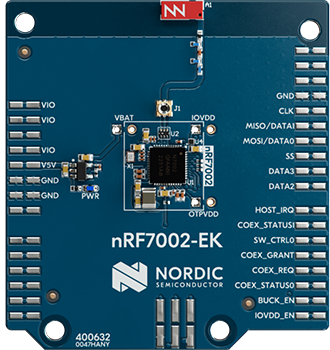 A1
GND
CLK
MISO/DATA1
MOSI/DATA0
SS
DATA3
DATA2
HOST_IRQ
COEX_STATUS1
SW_CTRL0
COEX_GRANT
COEX_REQ
COEX_STATUS0
BUCK_EN
IOVDD_EN
VIO
VIO
V5V
GND
GND
PWR
J1
VBAT
IOVDD
U2
U4
X1
nRF7002
U1
OTPVDD
nRF7002-EK
NORDIC
SEMICONDUCTOR
400632
0047HANY